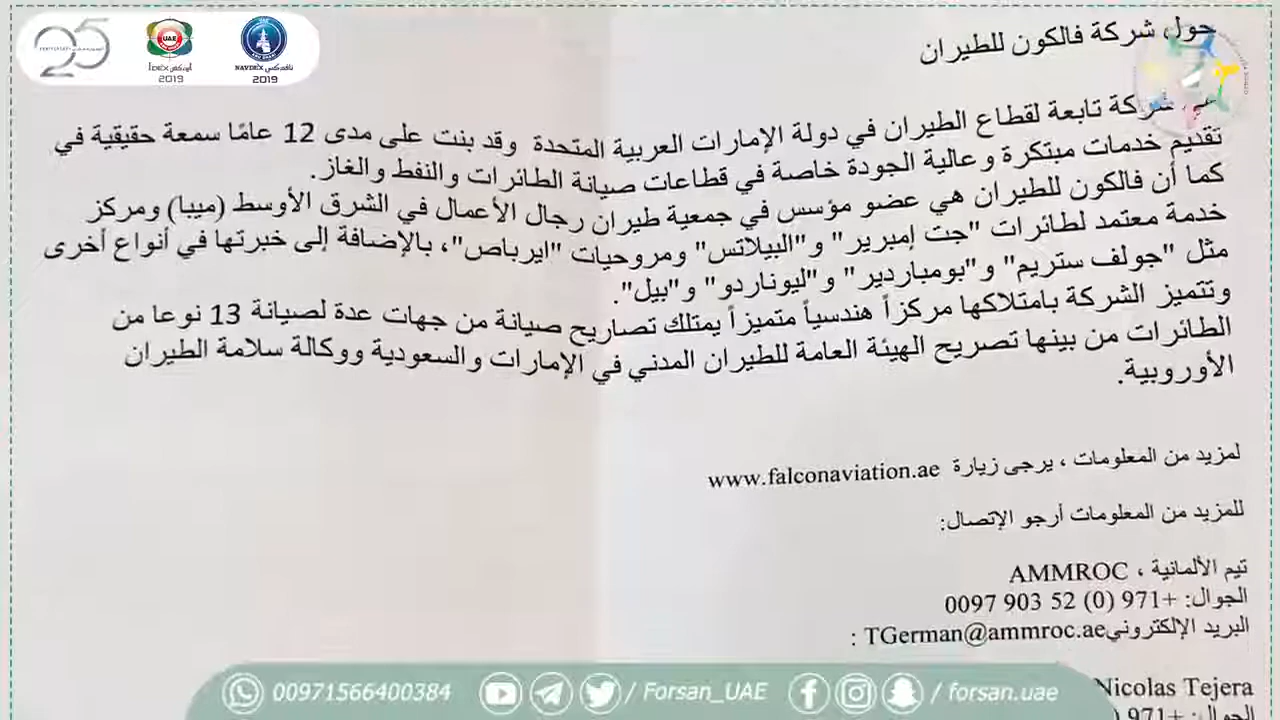 25
IDEX آيدكس
2019
NAVDEX نافدكس
2019
حول شركة فالكون للطيران
هي شركة تابعة لقطاع الطيران في دولة الإمارات العربية المتحدة وقد بنت على مدى 12 عامًا سمعة حقيقية في
تقديم خدمات مبتكرة وعالية الجودة خاصة في قطاعات صيانة الطائرات والنفط والغاز.
كما أن فالكون للطيران هي عضو مؤسس في جمعية طيران رجال الأعمال في الشرق الأوسط (ميبا) ومركز
خدمة معتمد لطائرات "جت إمبرير" و"البيلاتس" ومروحيات "ايرباص"، بالإضافة إلى خبرتها في أنواع أخرى
مثل "جولف ستريم" و"بومباردير" و"ليوناردو" و"بيل".
وتتميز الشركة بامتلاكها مركزاً هندسياً متميزاً يمتلك تصاريح صيانة من جهات عدة لصيانة 13 نوعا من
الطائرات من بينها تصريح الهيئة العامة للطيران المدني في الإمارات والسعودية ووكالة سلامة الطيران
الأوروبية.
لمزيد من المعلومات ، يرجى زيارة www.falconaviation.ae
للمزيد من المعلومات أرجو الإتصال:
تيم الألمانية ، AMMROC
الجوال: +971 (0) 52 903 0097
البريد الإلكتروني: TGerman@ammroc.ae
Nicolas Tejera
الجوال: +971
00971566400384
/ Forsan_UAE
/ forsan.uae